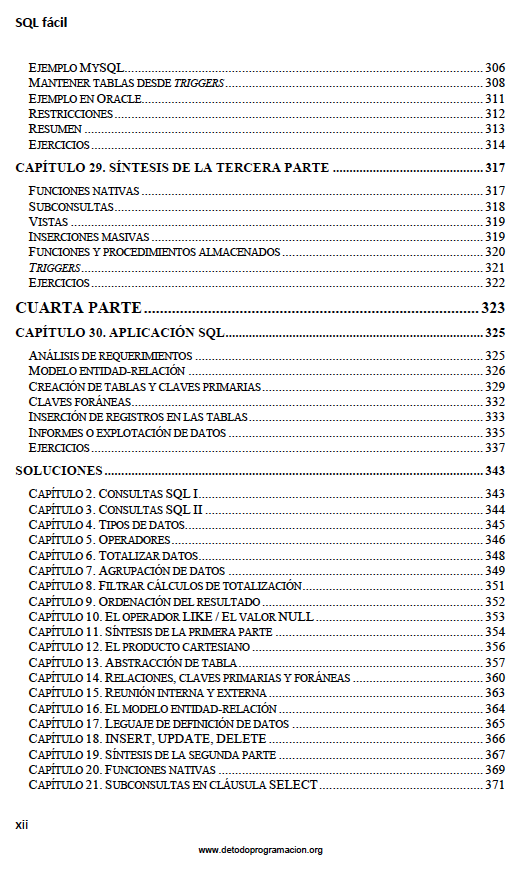 SQL fácil
EJEMPLO MYSQL 306
MANTENER TABLAS DESDE TRIGGERS 308
EJEMPLO EN ORACLE 311
RESTRICCIONES 312
RESUMEN 313
EJERCICIOS 314
CAPÍTULO 29. SÍNTESIS DE LA TERCERA PARTE 317
FUNCIONES NATIVAS 317
SUBCONSULTAS 318
VISTAS 319
INSERCIONES MASIVAS 319
FUNCIONES Y PROCEDIMIENTOS ALMACENADOS 320
TRIGGERS 321
EJERCICIOS 322
CUARTA PARTE 323
CAPÍTULO 30. APLICACIÓN SQL 325
ANÁLISIS DE REQUERIMIENTOS 325
MODELO ENTIDAD-RELACIÓN 326
CREACIÓN DE TABLAS Y CLAVES PRIMARIAS 329
CLAVES FORÁNEAS 332
INSERCIÓN DE REGISTROS EN LAS TABLAS 333
INFORMES O EXPLOTACIÓN DE DATOS 335
EJERCICIOS 337
SOLUCIONES 343
CAPÍTULO 2. CONSULTAS SQL I 343
CAPÍTULO 3. CONSULTAS SQL II 344
CAPÍTULO 4. TIPOS DE DATOS 345
CAPÍTULO 5. OPERADORES 346
CAPÍTULO 6. TOTALIZAR DATOS 348
CAPÍTULO 7. AGRUPACIÓN DE DATOS 349
CAPÍTULO 8. FILTRAR CÁLCULOS DE TOTALIZACIÓN 351
CAPÍTULO 9. ORDENACIÓN DEL RESULTADO 352
CAPÍTULO 10. EL OPERADOR LIKE / EL VALOR NULL 353
CAPÍTULO 11. SÍNTESIS DE LA PRIMERA PARTE 354
CAPÍTULO 12. EL PRODUCTO CARTESIANO 356
CAPÍTULO 13. ABSTRACCIÓN DE TABLA 357
CAPÍTULO 14. RELACIONES, CLAVES PRIMARIAS Y FORÁNEAS 360
CAPÍTULO 15. REUNIÓN INTERNA Y EXTERNA 363
CAPÍTULO 16. EL MODELO ENTIDAD-RELACIÓN 364
CAPÍTULO 17. LEGUAJE DE DEFINICIÓN DE DATOS 365
CAPÍTULO 18. INSERT, UPDATE, DELETE 366
CAPÍTULO 19. SÍNTESIS DE LA SEGUNDA PARTE 367
CAPÍTULO 20. FUNCIONES NATIVAS 369
CAPÍTULO 21. SUBCONSULTAS EN CLÁUSULA SELECT 371
xii
www.detodoprogramacion.org